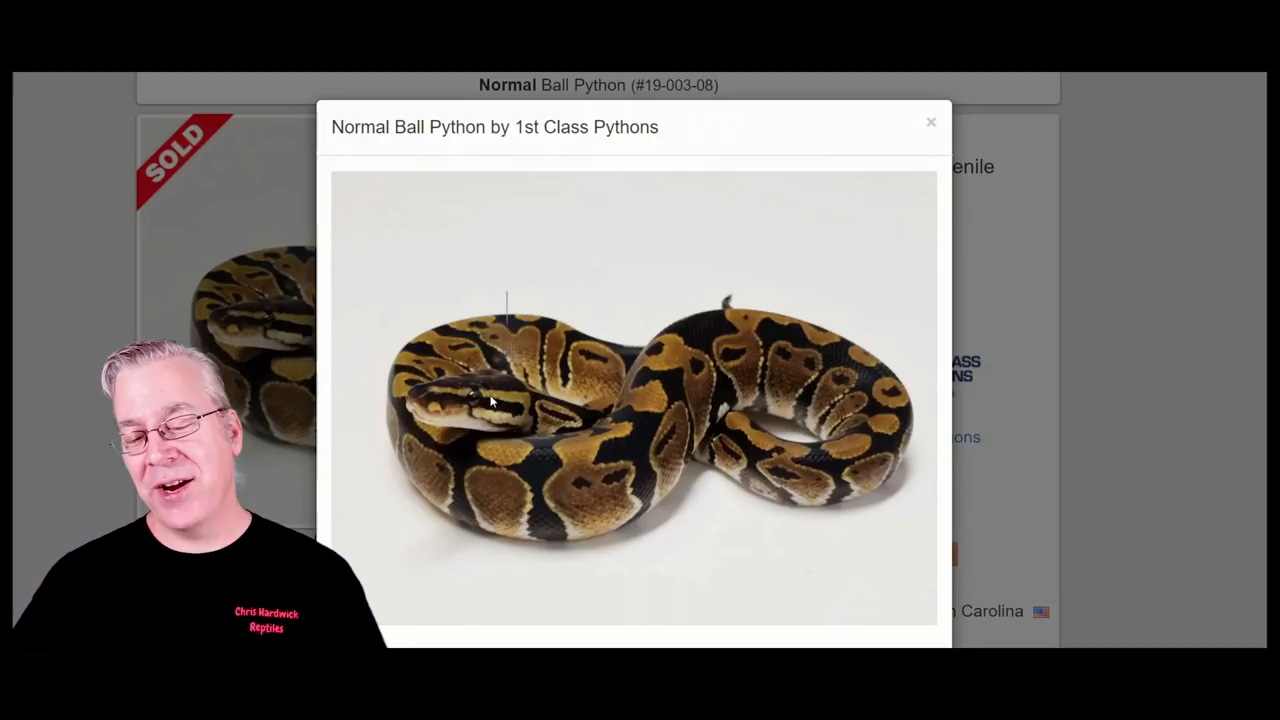 Normal Ball Python (#19-003-08)
SOLD
Normal Ball Python by 1st Class Pythons
×
enile
ASS
NS
ions
Carolina
Chris Hardwick
Reptiles